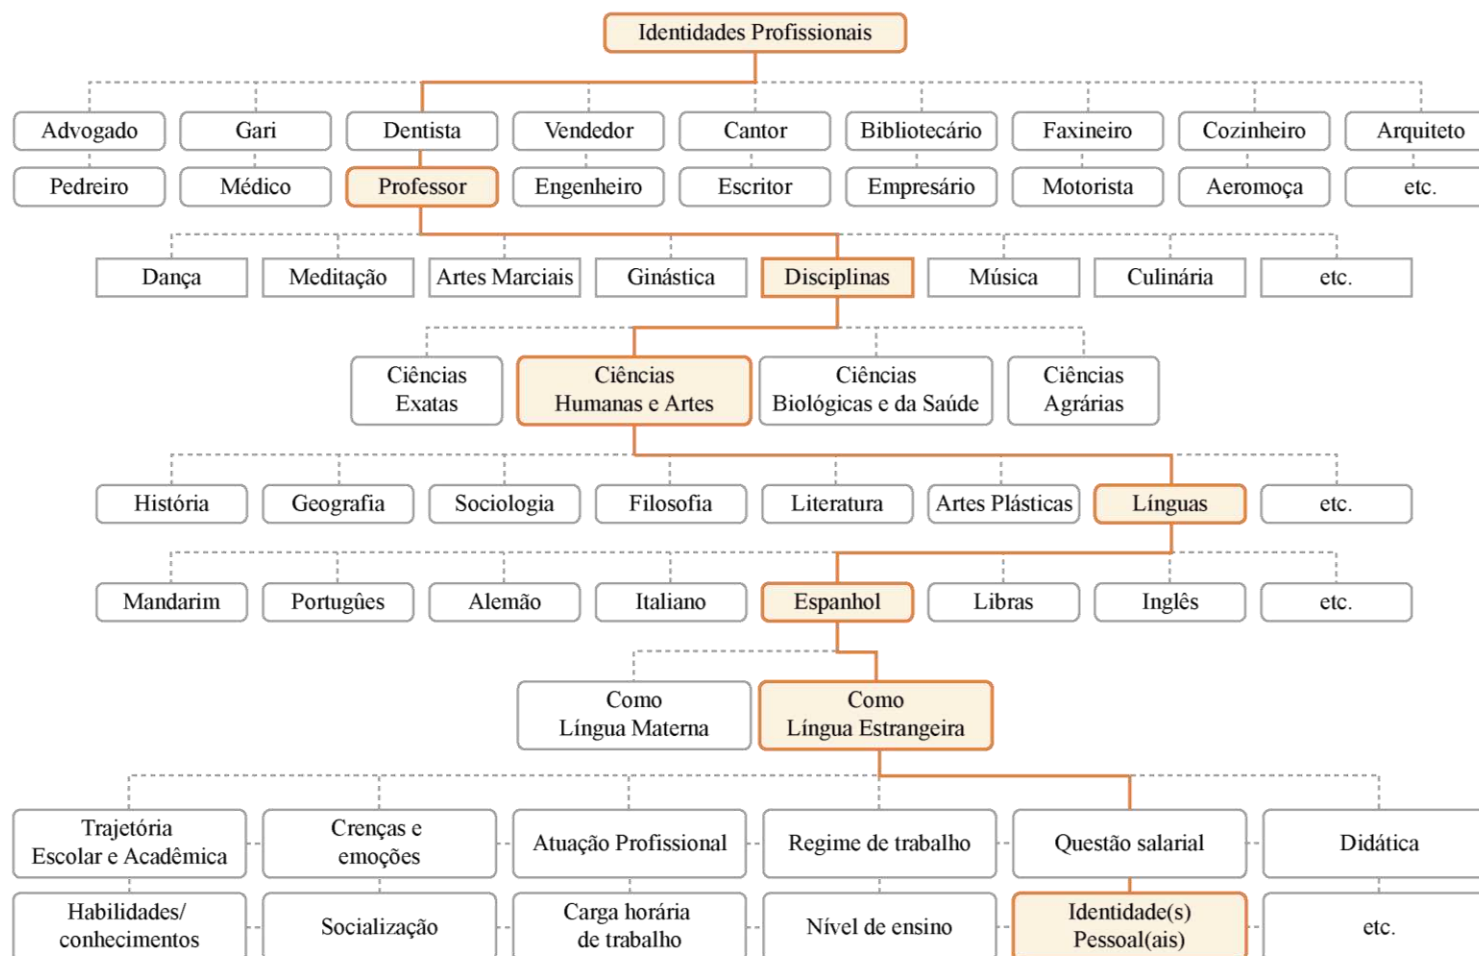 Identidades Profissionais
Advogado
Gari
Dentista
Vendedor
Cantor
Bibliotecário
Faxineiro
Cozinheiro
Arquiteto
Pedreiro
Médico
Professor
Engenheiro
Escritor
Empresário
Motorista
Aeromoça
etc.
Dança
Meditação
Artes Marciais
Ginástica
Disciplinas
Música
Culinária
etc.
Ciências
Exatas
Ciências
Humanas e Artes
Ciências
Biológicas e da Saúde
Ciências
Agrárias
História
Geografia
Sociologia
Filosofia
Literatura
Artes Plásticas
Línguas
etc.
Mandarim
Portugûes
Alemão
Italiano
Espanhol
Libras
Inglês
etc.
Como
Língua Materna
Como
Língua Estrangeira
Trajetória
Escolar e Acadêmica
Crenças e
emoções
Atuação Profissional
Regime de trabalho
Questão salarial
Didática
Habilidades/
conhecimentos
Socialização
Carga horária
de trabalho
Nível de ensino
Identidade(s)
Pessoal(ais)
etc.